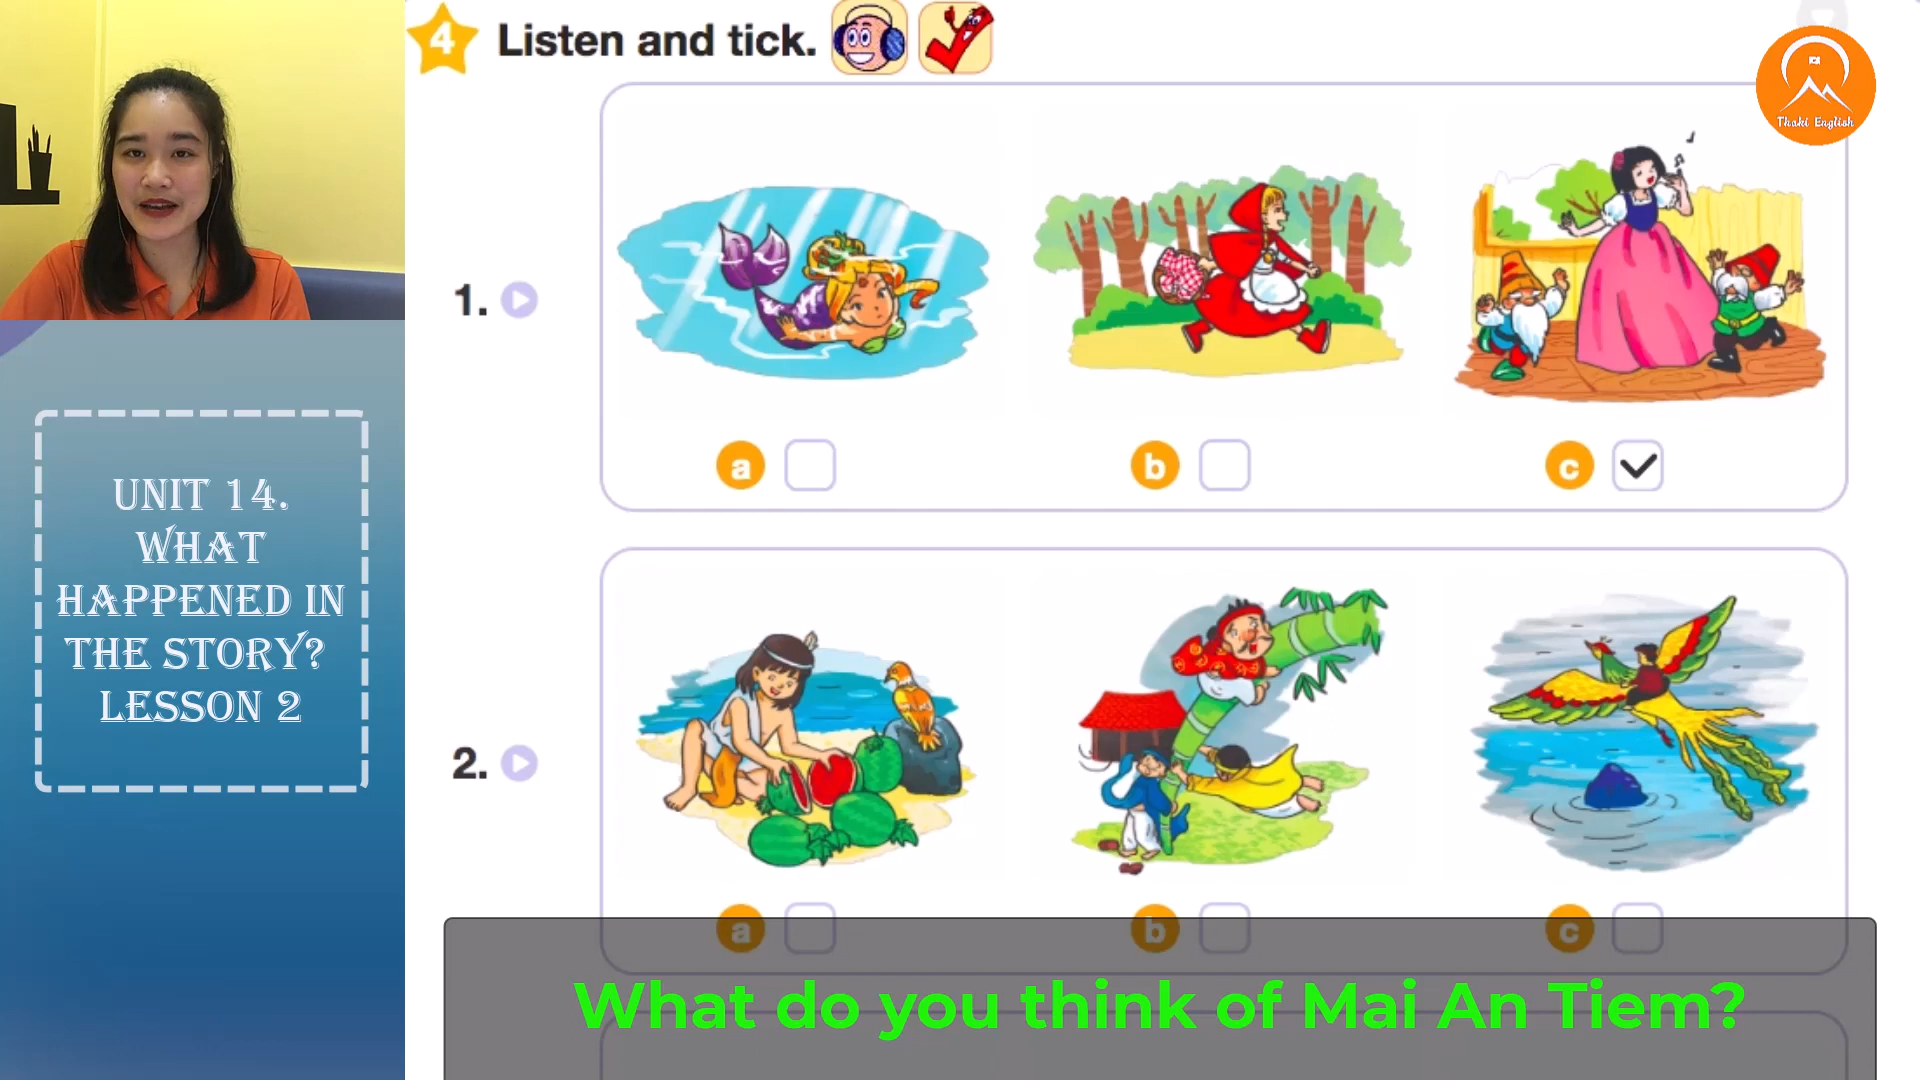 4 Listen and tick.
Thaki English
1.
a b c
UNIT 14.
WHAT
HAPPENED IN
THE STORY?
LESSON 2
2.
a b c
What do you think of Mai An Tiem?